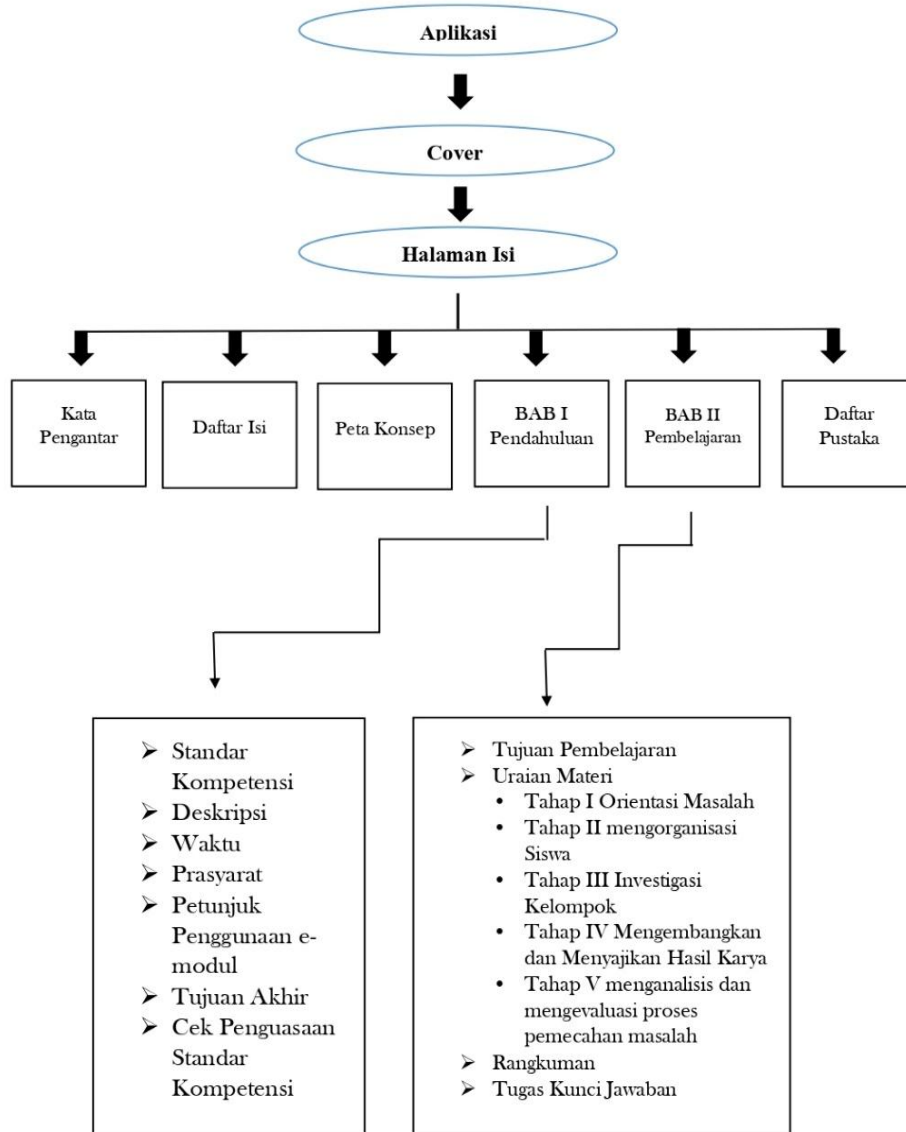 Aplikasi
Cover
Halaman Isi
Kata
Pengantar
Daftar Isi
Peta Konsep
BAB I
Pendahuluan
BAB II
Pembelajaran
Daftar
Pustaka
➢ Standar
Kompetensi
➢ Deskripsi
➢ Waktu
➢ Prasyarat
➢ Petunjuk
Penggunaan e-
modul
➢ Tujuan Akhir
➢ Cek Penguasaan
Standar
Kompetensi
➢ Tujuan Pembelajaran
➢ Uraian Materi
• Tahap I Orientasi Masalah
• Tahap II mengorganisasi
Siswa
• Tahap III Investigasi
Kelompok
• Tahap IV Mengembangkan
dan Menyajikan Hasil Karya
• Tahap V menganalisis dan
mengevaluasi proses
pemecahan masalah
➢ Rangkuman
➢ Tugas Kunci Jawaban